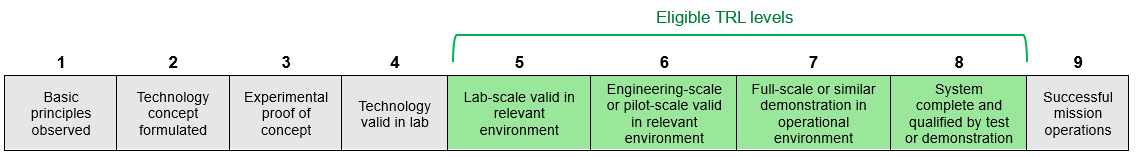 Eligible TRL levels
1
2
3
4
5
6
7
8
9
Basic
principles
observed
Technology
concept
formulated
Experimental
proof of
concept
Technology
valid in lab
Lab-scale valid in
relevant
environment
Engineering-scale
or pilot-scale valid
in relevant
environment
Full-scale or similar
demonstration in
operational
environment
System
complete and
qualified by test
or demonstration
Successful
mission
operations